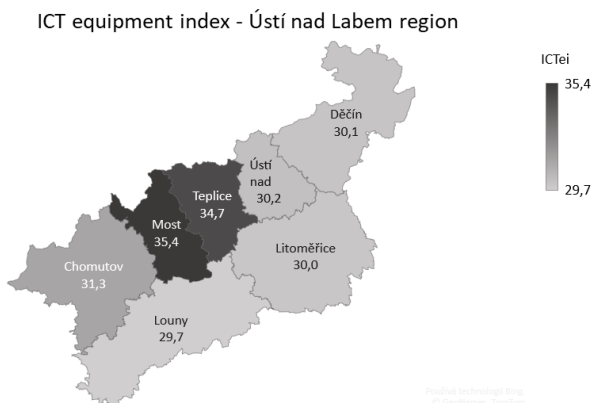 ICT equipment index - Ústí nad Labem region
ICTei
35,4
29,7
Děčín
30,1
Ústí
nad
30,2
Teplice
34,7
Most
35,4
Litoměřice
30,0
Chomutov
31,3
Louny
29,7